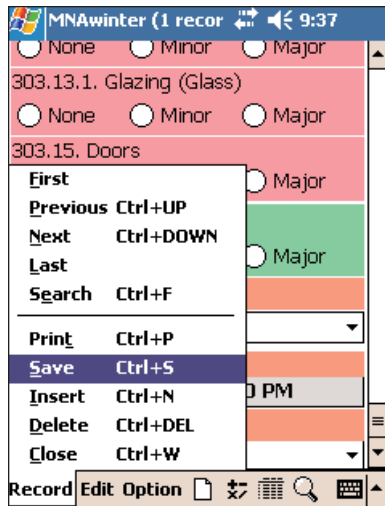 MNAwinter (1 recor 9:37
None Minor Major
303.13.1. Glazing (Glass)
None Minor Major
303.15. Doors
Major
Major
0 PM
First
Previous Ctrl+UP
Next Ctrl+DOWN
Last
Search Ctrl+F
Print Ctrl+P
Save Ctrl+S
Insert Ctrl+N
Delete Ctrl+DEL
Close Ctrl+W
Record Edit Option